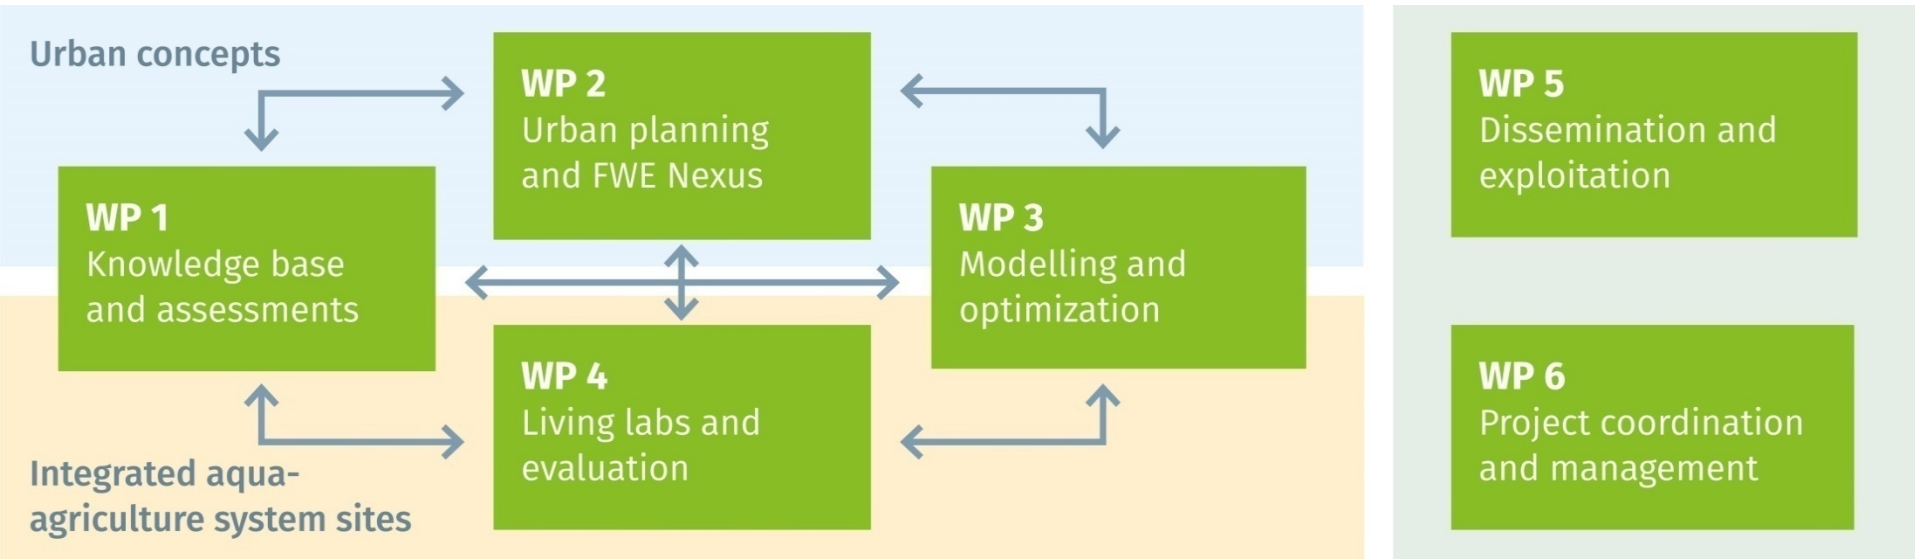 Urban concepts
WP 1
Knowledge base
and assessments
WP 2
Urban planning
and FWE Nexus
WP 3
Modelling and
optimization
WP 4
Living labs and
evaluation
Integrated aqua-
agriculture system sites
WP 5
Dissemination and
exploitation
WP 6
Project coordination
and management